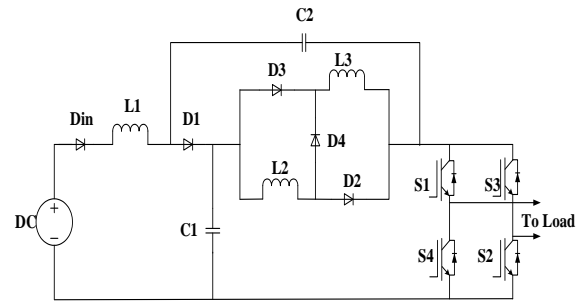 C2
D3
L3
Din
L1
D1
D4
L2
D2
S1
S3
DC
+
−
C1
To Load
S4
S2